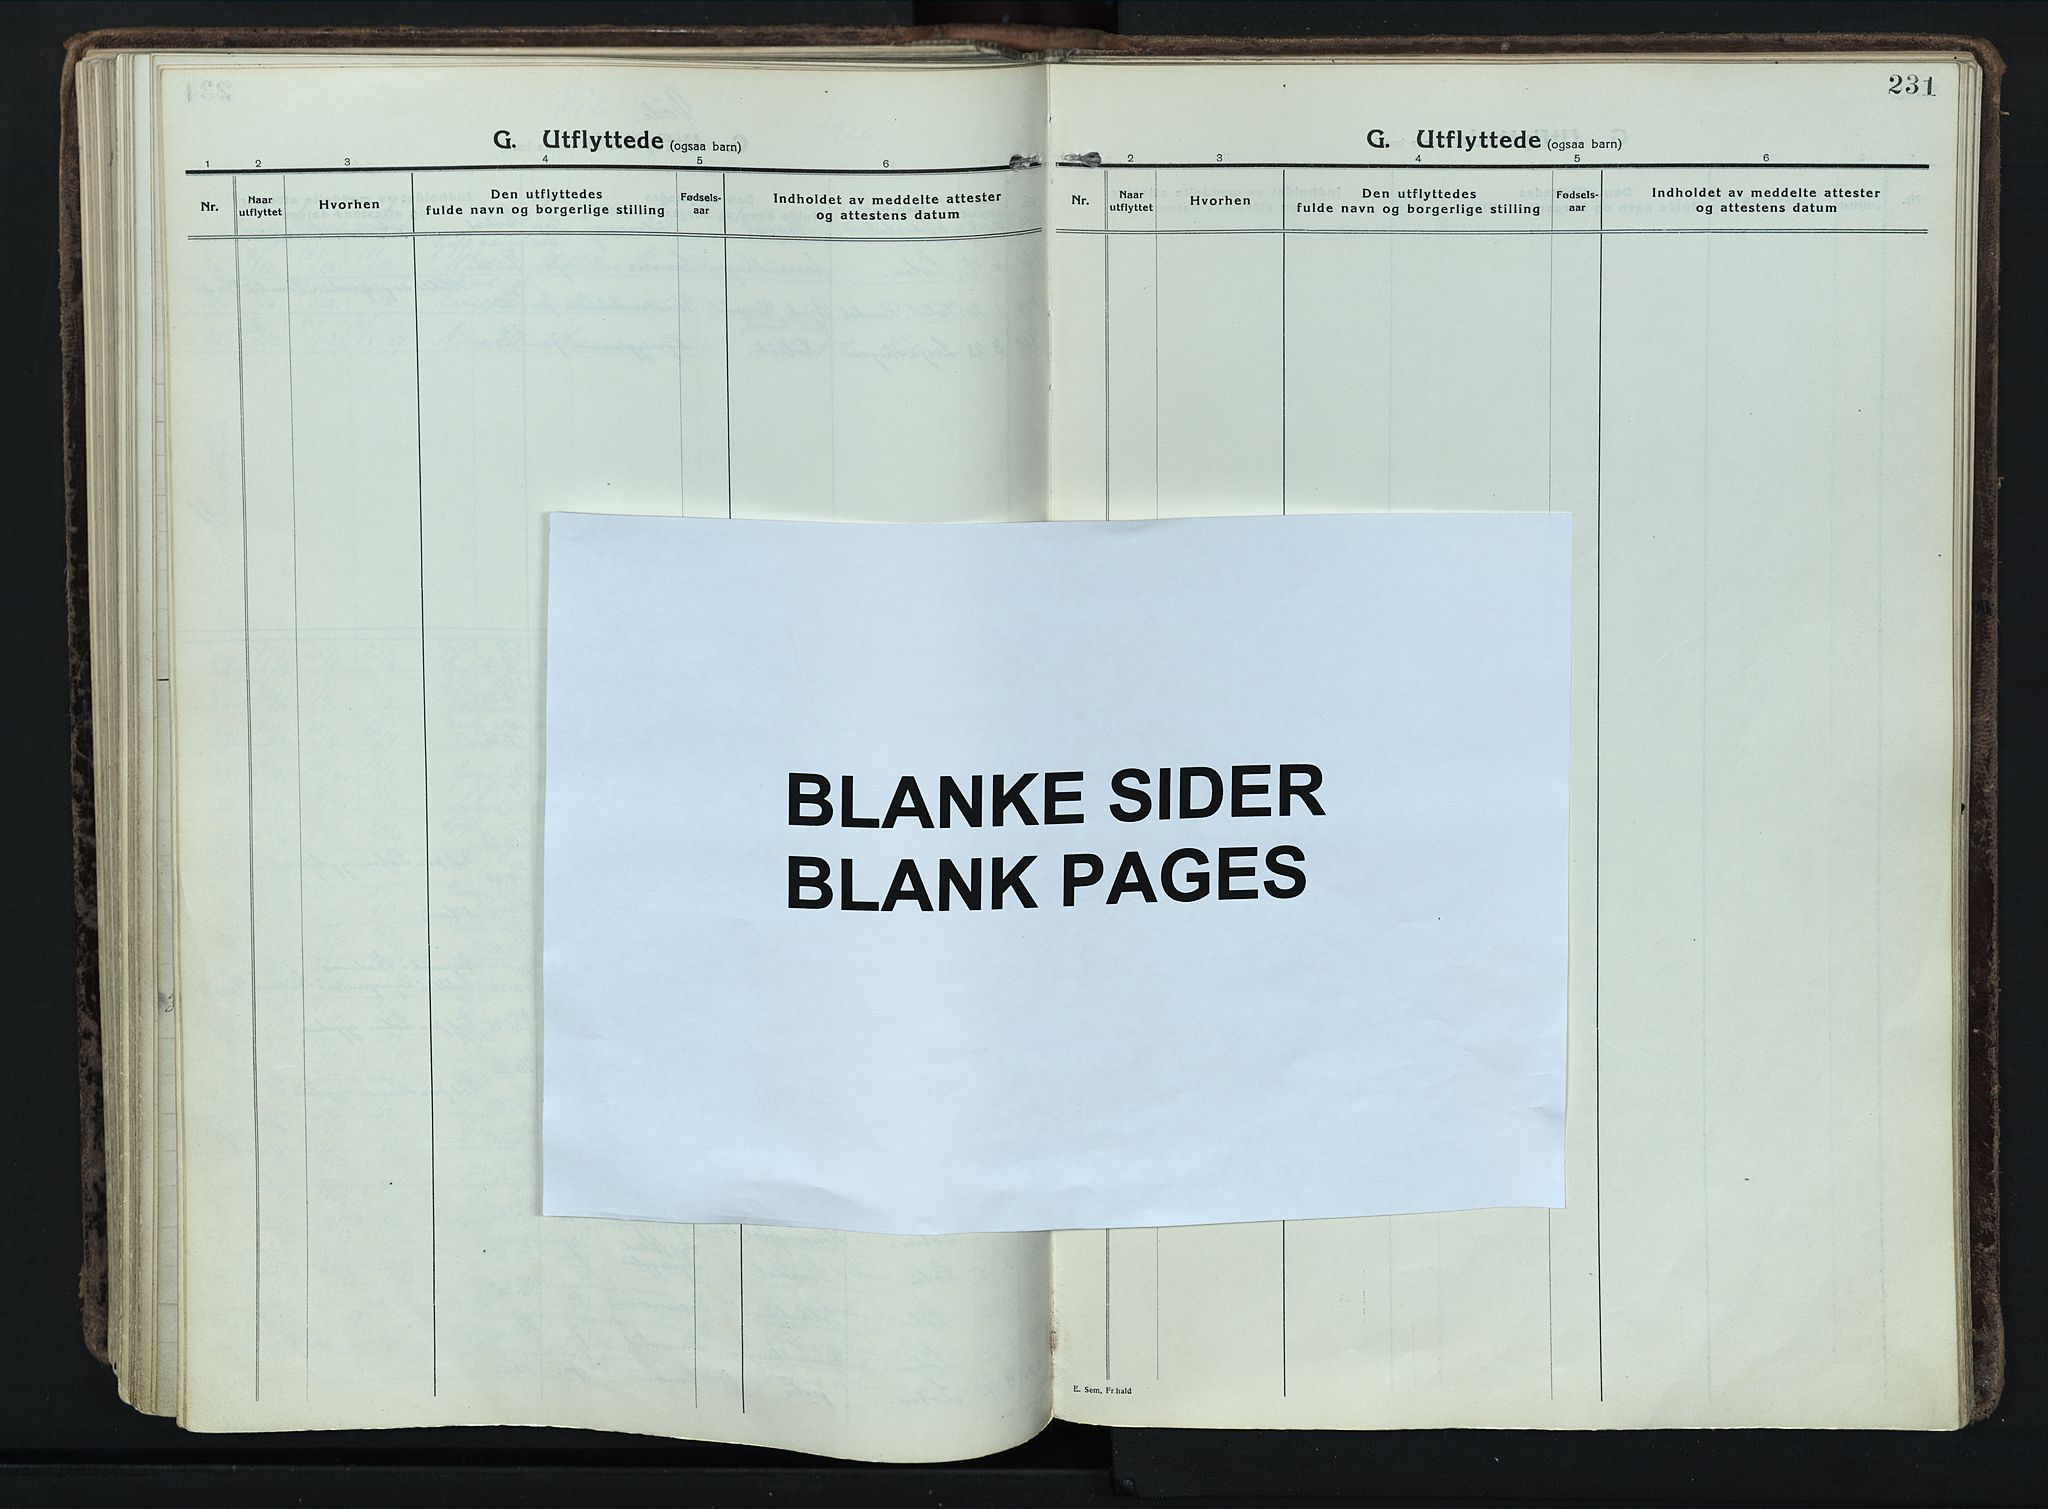 231
G. Utflyttede (ogsaa barn)
1 2 3 4 5 6
Nr. Naar utflyttet Hvorhen Den utflyttedes fulde navn og borgerlige stilling Fødsels-aar Indholdet av meddelte attester og attestens datum
G. Utflyttede (ogsaa barn)
2 3 4 5 6
Nr. Naar utflyttet Hvorhen Den utflyttedes fulde navn og borgerlige stilling Fødsels-aar Indholdet av meddelte attester og attestens datum
BLANKE SIDER
BLANK PAGES
E. Sem, Fr.hald